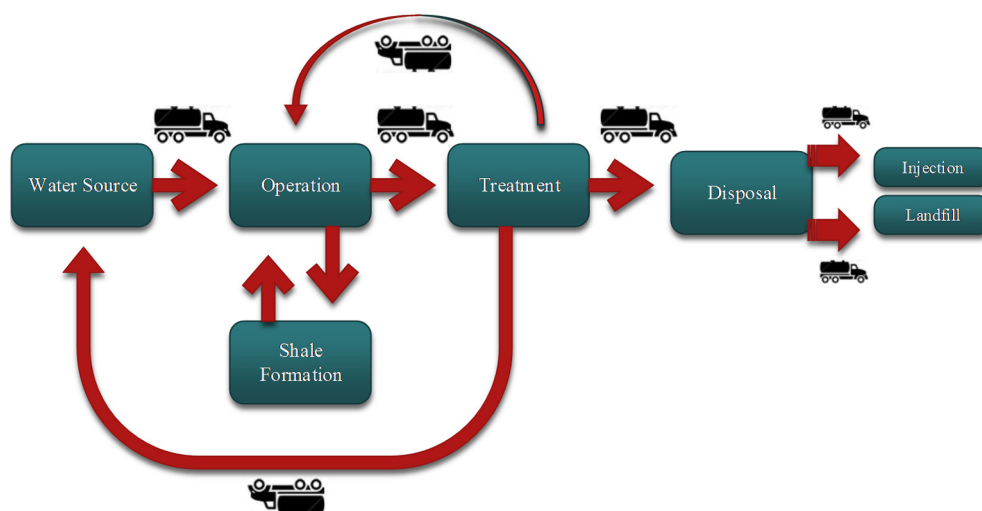 Water Source
Operation
Treatment
Disposal
Injection
Landfill
Shale
Formation